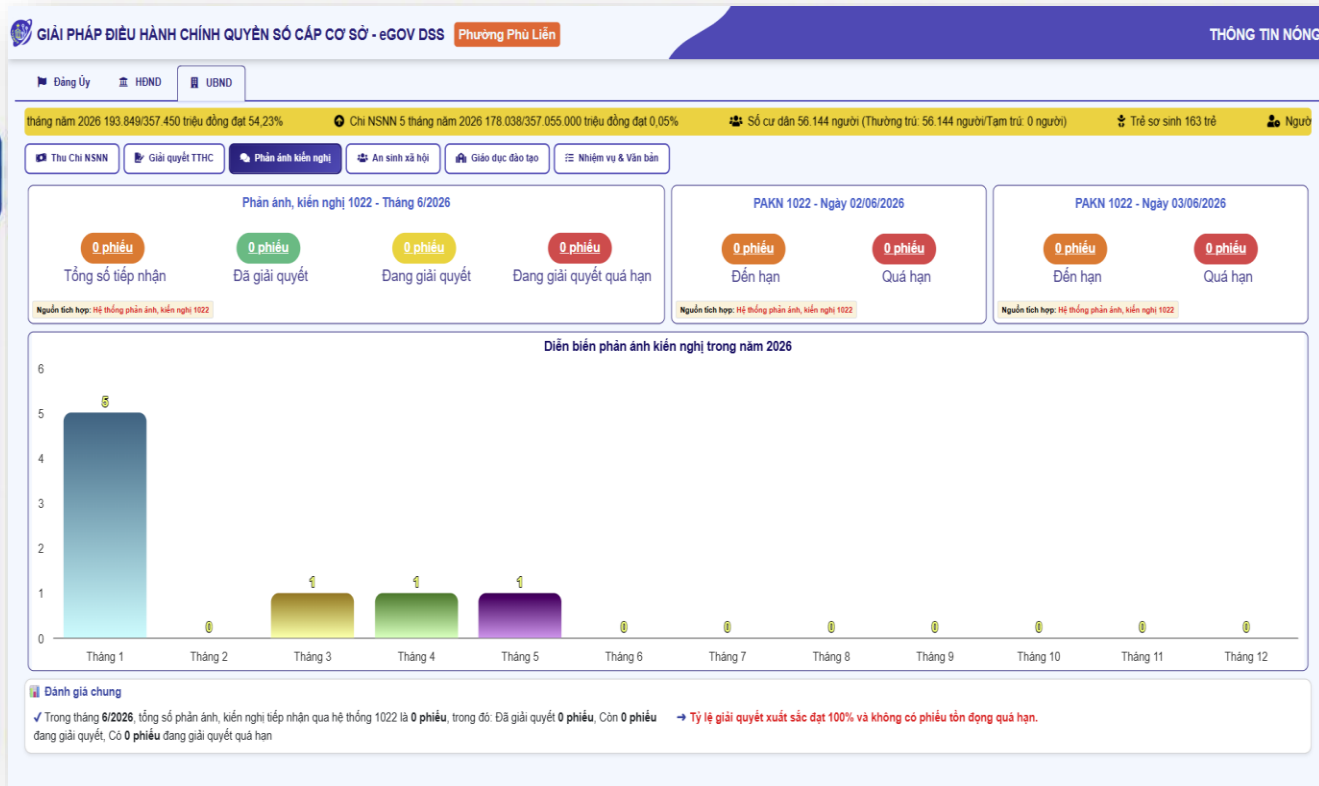 GIẢI PHÁP ĐIỀU HÀNH CHÍNH QUYỀN SỐ CẤP CƠ SỞ - eGOV DSS Phường Phù Liễn THÔNG TIN NÓNG
Đảng Ủy HĐND UBND
tháng năm 2026 193.849/357.450 triệu đồng đạt 54,23% Chi NSNN 5 tháng năm 2026 178.038/357.055.000 triệu đồng đạt 0,05% Số cư dân 56.144 người (Thường trú: 56.144 người/Tạm trú: 0 người) Trẻ sơ sinh 163 trẻ Ngườ
Thu Chi NSNN Giải quyết TTHC Phản ánh kiến nghị An sinh xã hội Giáo dục đào tạo Nhiệm vụ & Văn bản
Phản ánh, kiến nghị 1022 - Tháng 6/2026
0 phiếu 0 phiếu 0 phiếu 0 phiếu
Tổng số tiếp nhận Đã giải quyết Đang giải quyết Đang giải quyết quá hạn
Nguồn tích hợp: Hệ thống phản ánh, kiến nghị 1022
PAKN 1022 - Ngày 02/06/2026
0 phiếu 0 phiếu
Đến hạn Quá hạn
Nguồn tích hợp: Hệ thống phản ánh, kiến nghị 1022
PAKN 1022 - Ngày 03/06/2026
0 phiếu 0 phiếu
Đến hạn Quá hạn
Nguồn tích hợp: Hệ thống phản ánh, kiến nghị 1022
Diễn biến phản ánh kiến nghị trong năm 2026
6
5
4
3
2
1
0
5 0 1 1 1 0 0 0 0 0 0 0
Tháng 1 Tháng 2 Tháng 3 Tháng 4 Tháng 5 Tháng 6 Tháng 7 Tháng 8 Tháng 9 Tháng 10 Tháng 11 Tháng 12
Đánh giá chung
✓ Trong tháng 6/2026, tổng số phản ánh, kiến nghị tiếp nhận qua hệ thống 1022 là 0 phiếu, trong đó: Đã giải quyết 0 phiếu, Còn 0 phiếu
đang giải quyết, Có 0 phiếu đang giải quyết quá hạn
➔ Tỷ lệ giải quyết xuất sắc đạt 100% và không có phiếu tồn đọng quá hạn.